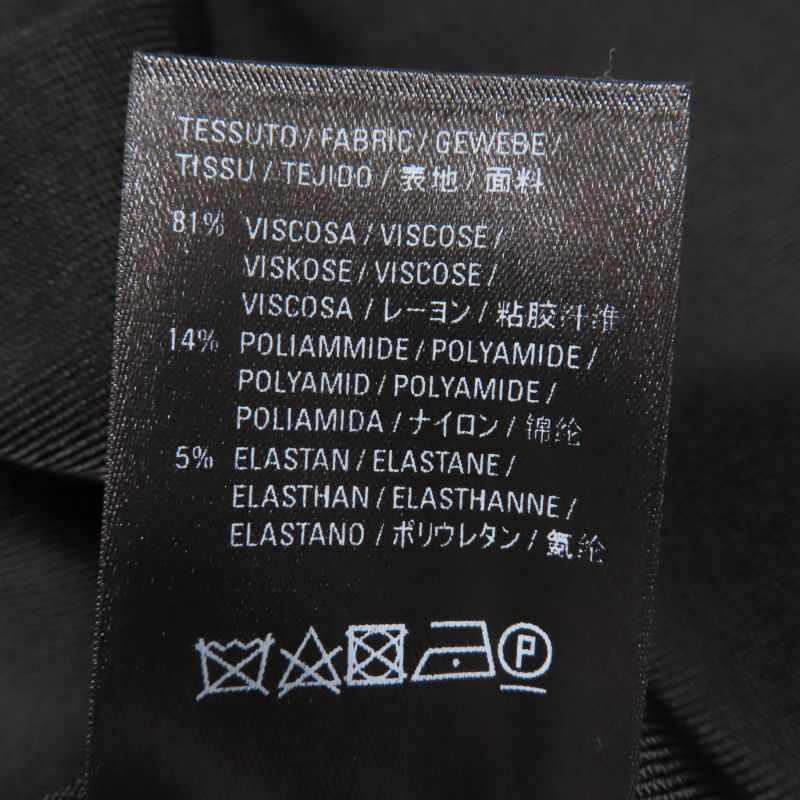 TESSUTO / FABRIC / GEWEBE /
TISSU / TEJIDO / 表地 / 面料
81% VISCOSA / VISCOSE /
VISKOSE / VISCOSE /
VISCOSA / レーヨン / 粘胶纤维
14% POLIAMMIDE / POLYAMIDE /
POLYAMID / POLYAMIDE /
POLIAMIDA / ナイロン / 锦纶
5% ELASTAN / ELASTANE /
ELASTHAN / ELASTHANNE /
ELASTANO / ポリウレタン / 氨纶
P